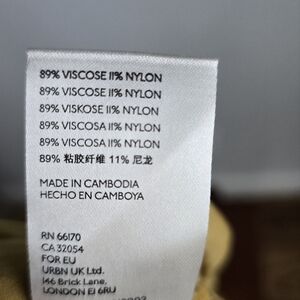 89% VISCOSE 11% NYLON
89% VISCOSE 11% NYLON
89% VISKOSE 11% NYLON
89% VISCOSA 11% NYLON
89% VISCOSA 11% NYLON
89% 粘胶纤维 11% 尼龙
MADE IN CAMBODIA
HECHO EN CAMBOYA
RN 66170
CA 32054
FOR EU
URBN UK Ltd.
146 Brick Lane,
LONDON E1 6RU